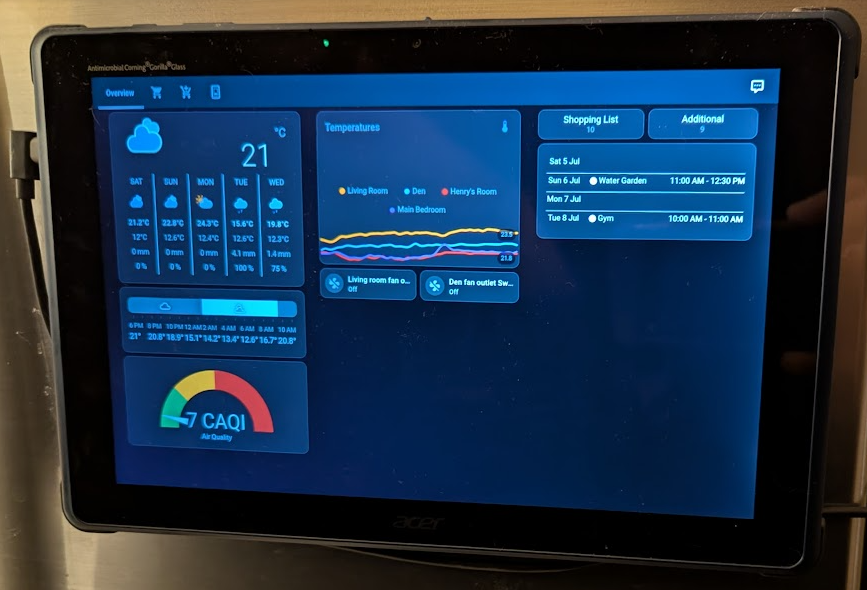 Antimicrobial Corning®Gorilla®Glass
Overview
°C
21
SAT SUN MON TUE WED
21.2°C 22.8°C 24.3°C 15.6°C 19.8°C
12°C 12.6°C 12.4°C 12.6°C 12.3°C
0 mm 0 mm 0 mm 4.1 mm 1.4 mm
0 % 0 % 0 % 100 % 75 %
6 PM 8 PM 10 PM 12 AM 2 AM 4 AM 6 AM 8 AM 10 AM
21° 20.8° 18.9° 15.1° 14.2° 13.4° 12.6° 16.7° 20.8°
7 CAQI
Air Quality
Temperatures
Living Room Den Henry's Room
Main Bedroom
23.5
21.8
Living room fan o...
Off
Den fan outlet Sw...
Off
Shopping List
10
Additional
9
Sat 5 Jul
Sun 6 Jul Water Garden 11:00 AM - 12:30 PM
Mon 7 Jul
Tue 8 Jul Gym 10:00 AM - 11:00 AM
acer